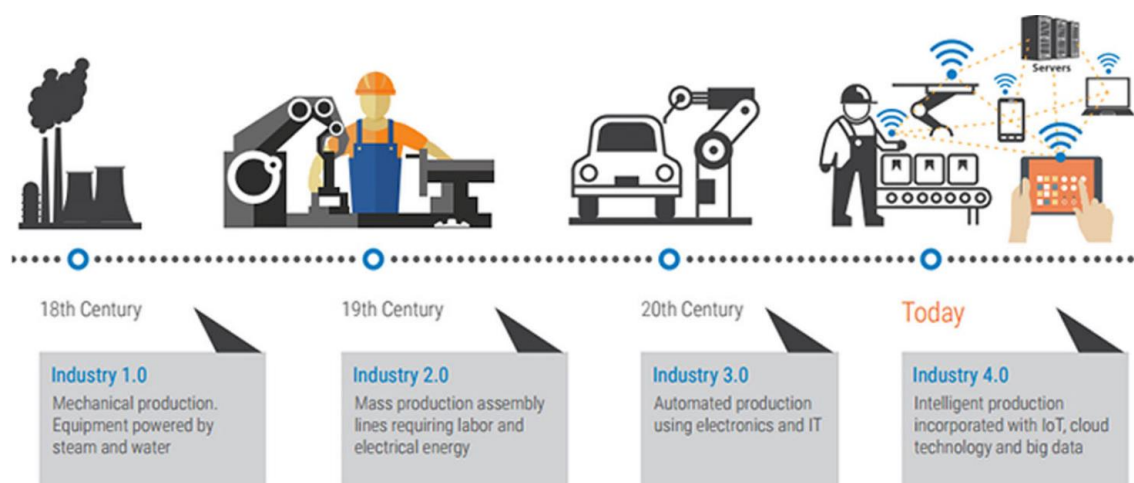 Servers
18th Century
19th Century
20th Century
Today
Industry 1.0
Mechanical production.
Equipment powered by
steam and water
Industry 2.0
Mass production assembly
lines requiring labor and
electrical energy
Industry 3.0
Automated production
using electronics and IT
Industry 4.0
Intelligent production
incorporated with IoT, cloud
technology and big data